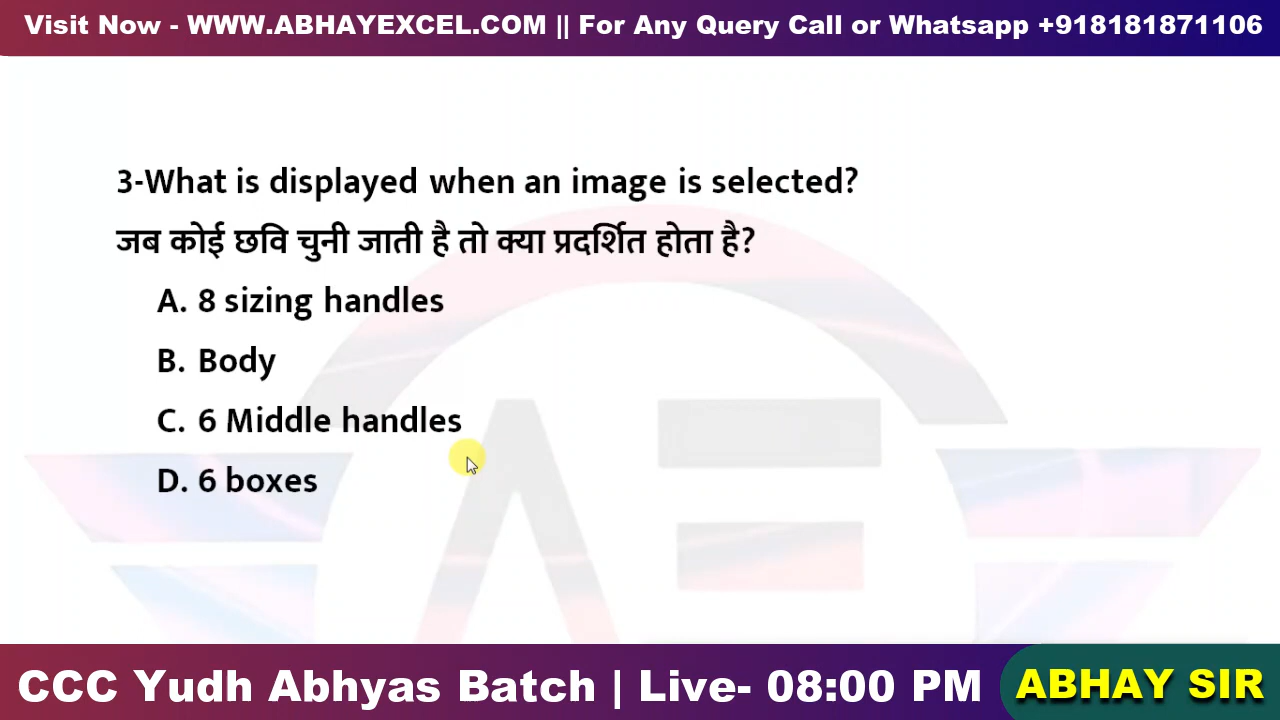 Visit Now - WWW.ABHAYEXCEL.COM || For Any Query Call or Whatsapp +918181871106
3-What is displayed when an image is selected?
जब कोई छवि चुनी जाती है तो क्या प्रदर्शित होता है?
A. 8 sizing handles
B. Body
C. 6 Middle handles
D. 6 boxes
CCC Yudh Abhyas Batch | Live- 08:00 PM
ABHAY SIR